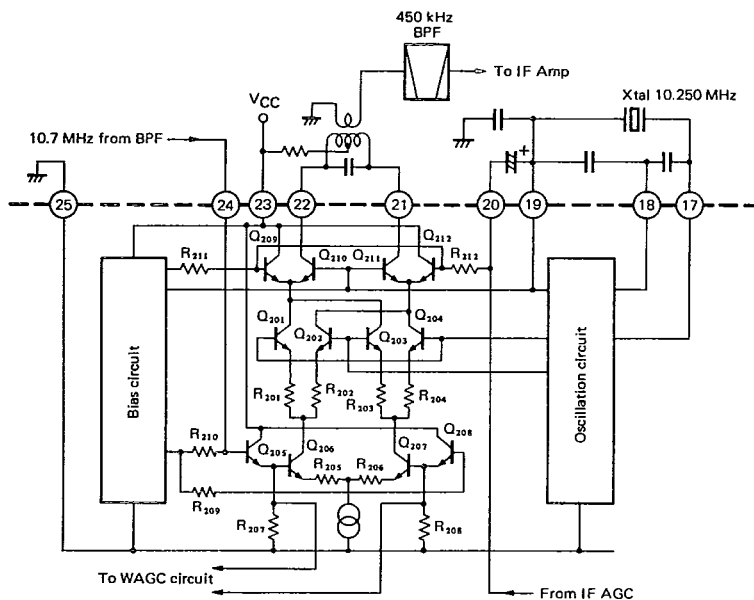 450 kHz
BPF
To IF Amp
VCC
Xtal 10.250 MHz
10.7 MHz from BPF
+
25
24
23
22
21
20
19
18
17
Q209
Q210
Q211
Q212
R211
R212
Q201
Q202
Q203
Q204
R201
R202
R203
R204
Bias circuit
Oscillation circuit
R210
Q205
Q206
Q207
Q208
R205
R206
R209
R207
R208
To WAGC circuit
From IF AGC